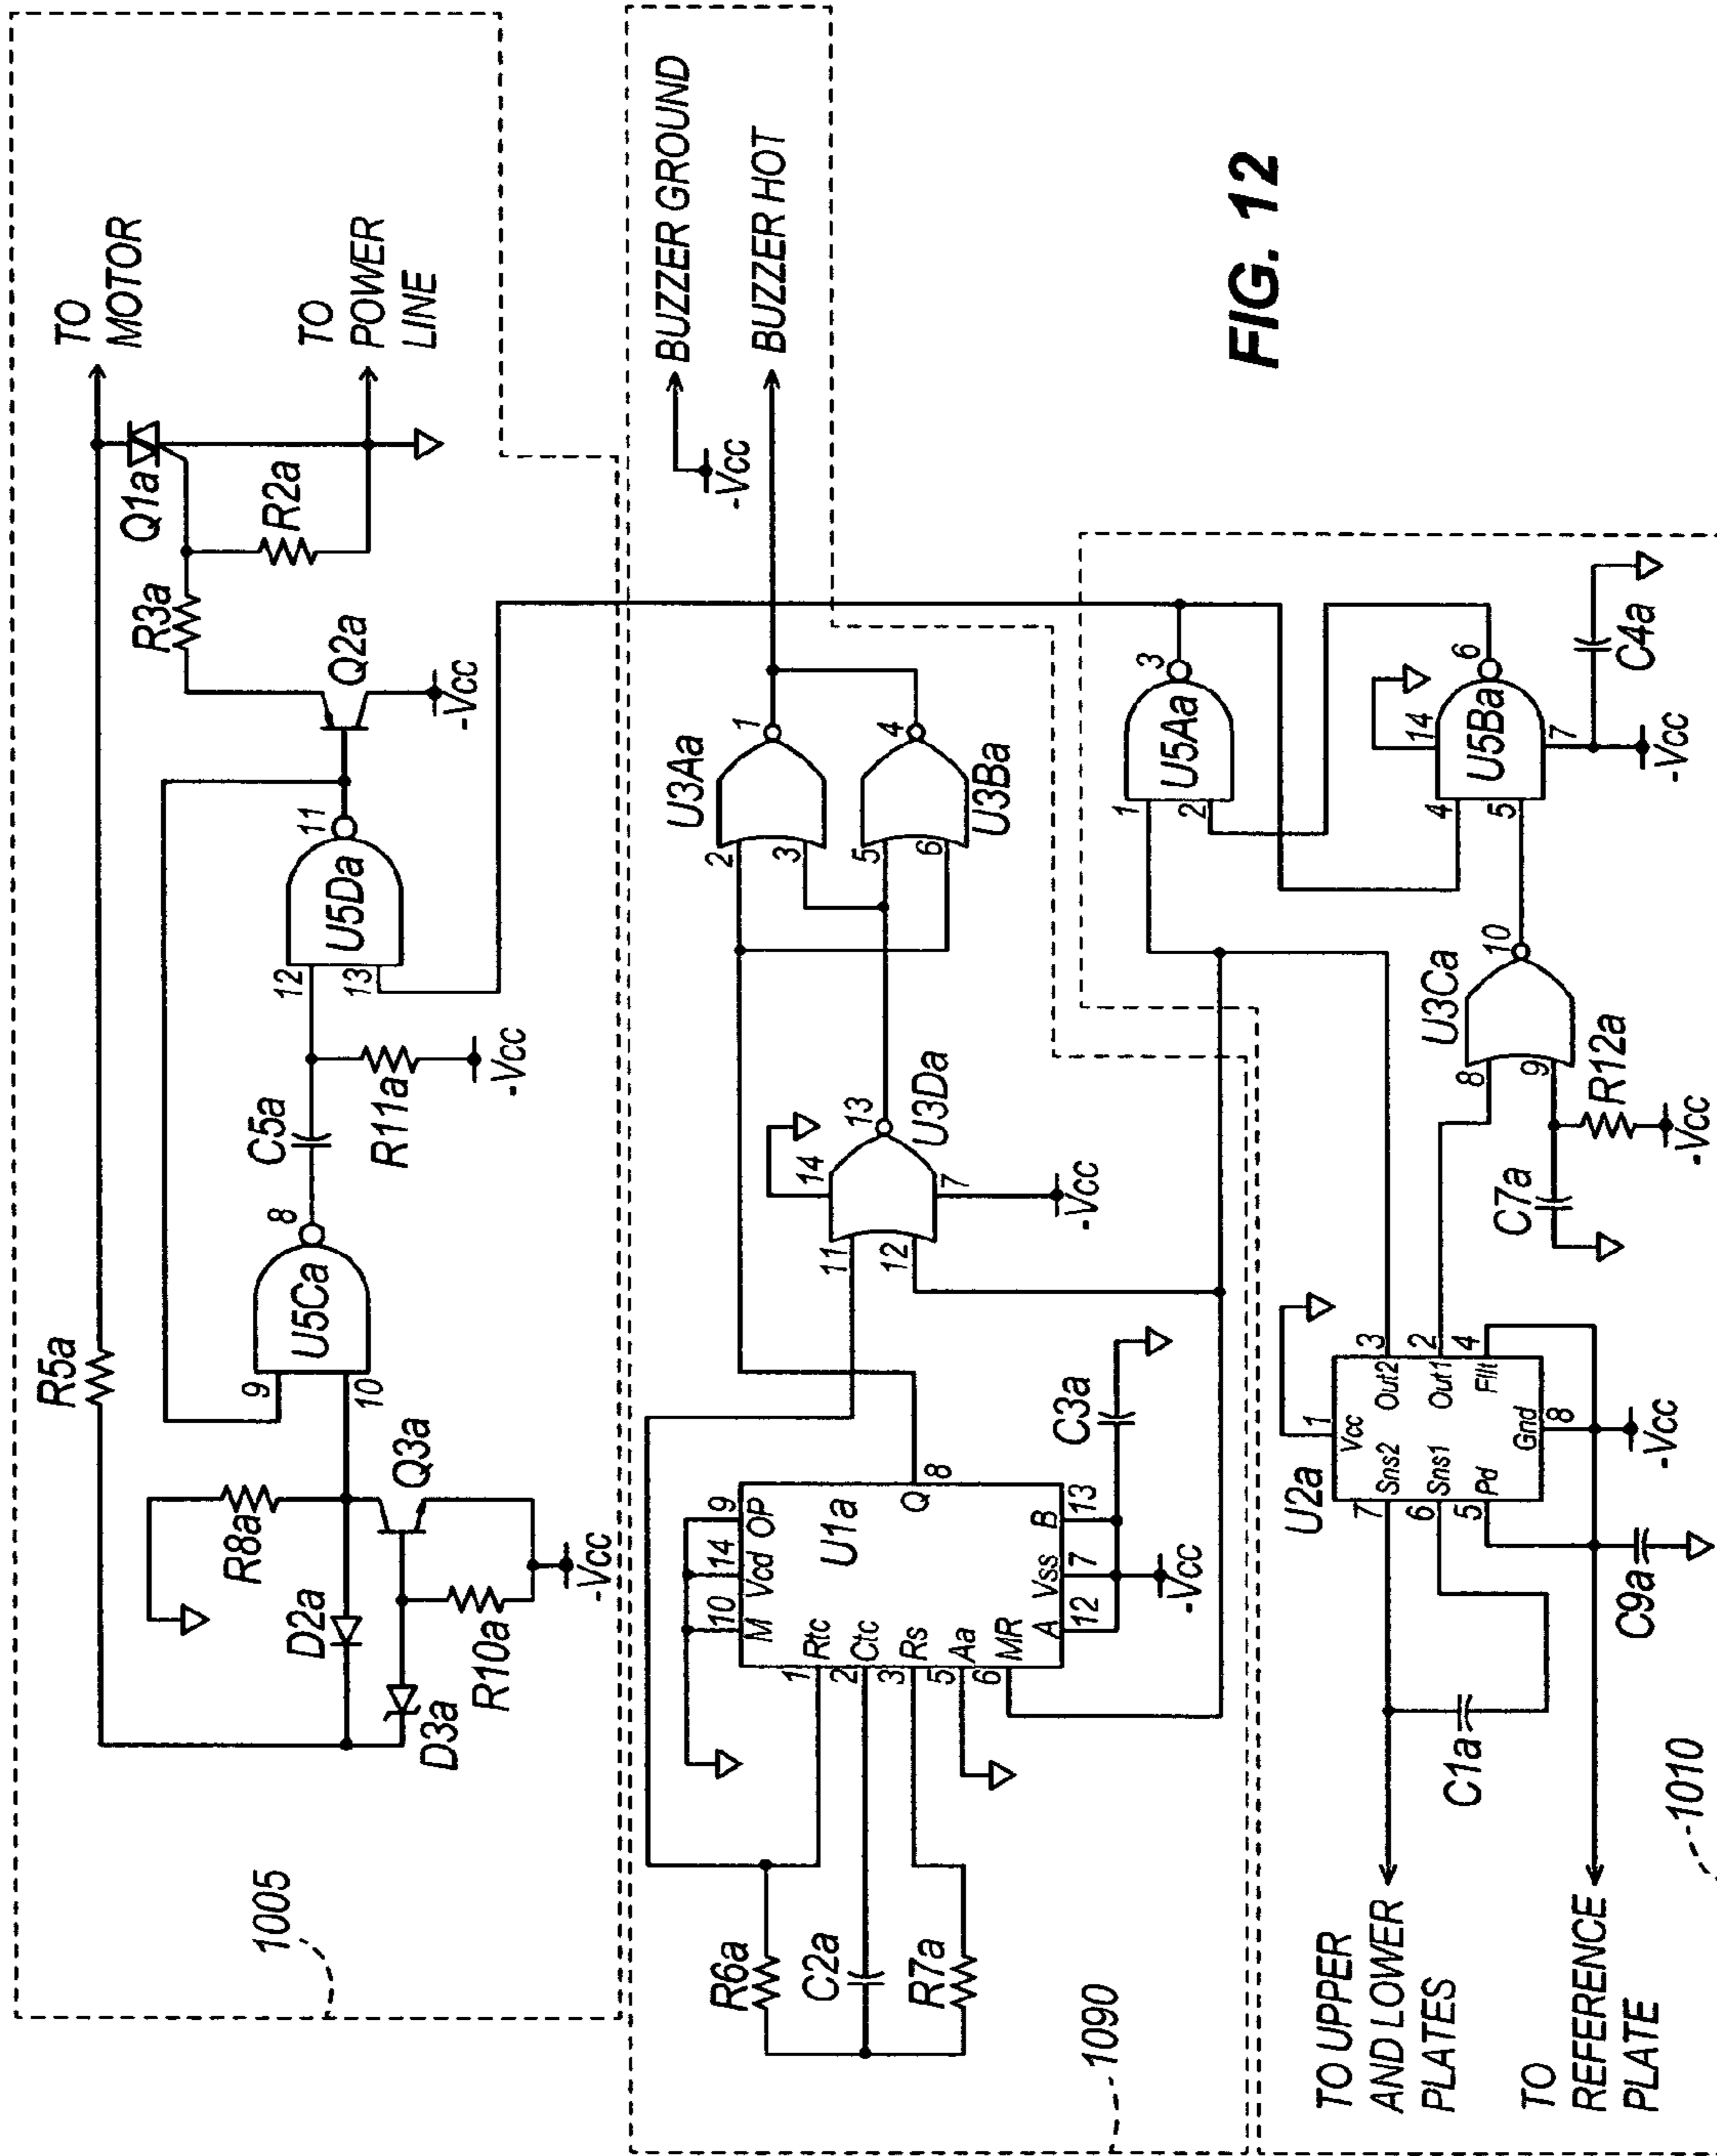 1005
R5a
TO
MOTOR
R8a
D2a
D3a
R10a
Q3a
-Vcc
9
10
U5Ca
8
C5a
R11a
-Vcc
12
13
U5Da
11
Q2a
-Vcc
R3a
Q1a
R2a
TO
POWER
LINE
1090
R6a
C2a
R7a
1
2
3
5
6
Rtc
Ctc
Rs
Aa
MR
10
14
9
M
Vcd
OP
U1a
Q
8
A
Vss
B
12
7
13
-Vcc
C3a
11
12
14
7
13
U3Da
-Vcc
2
3
U3Aa
1
5
6
U3Ba
4
-Vcc
BUZZER GROUND
BUZZER HOT
FIG. 12
TO UPPER
AND LOWER
PLATES
TO
REFERENCE
PLATE
1010
C1a
C9a
U2a
7
6
5
Sns2
Sns1
Pd
1
Vcc
Out2
Out1
Fllt
3
2
4
Gnd
8
-Vcc
C7a
R12a
-Vcc
8
9
U3Ca
10
1
2
U5Aa
3
4
5
14
7
U5Ba
6
-Vcc
C4a